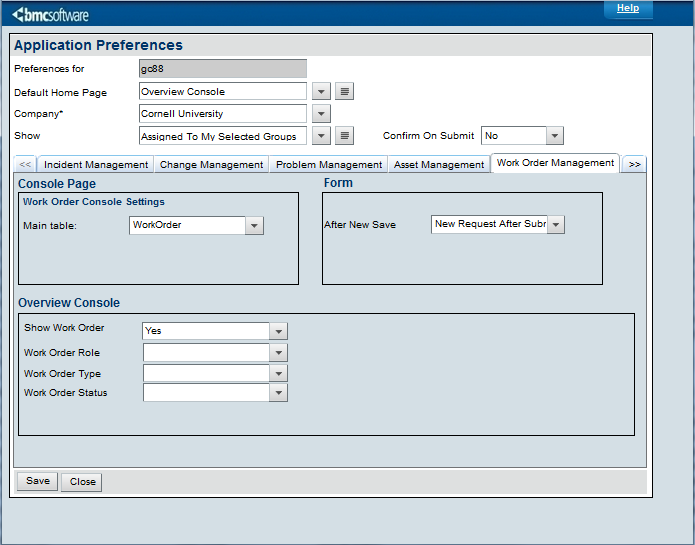 bmcsoftware
Help
Application Preferences
Preferences for gc88
Default Home Page Overview Console
Company* Cornell University
Show Assigned To My Selected Groups Confirm On Submit No
<< Incident Management Change Management Problem Management Asset Management Work Order Management >>
Console Page Form
Work Order Console Settings
Main table: WorkOrder After New Save New Request After Subr
Overview Console
Show Work Order Yes
Work Order Role
Work Order Type
Work Order Status
Save Close